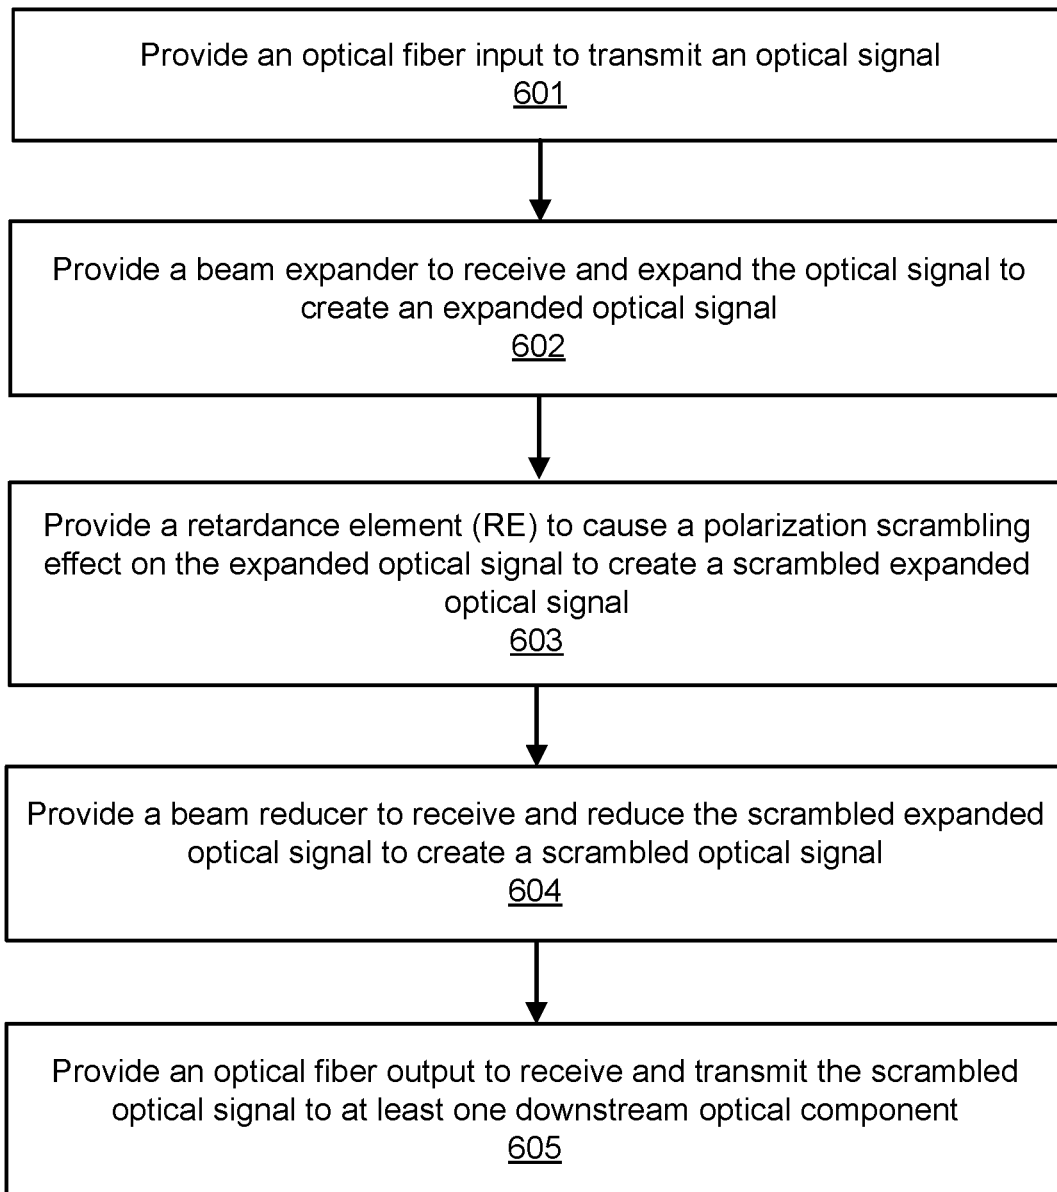 Provide an optical fiber input to transmit an optical signal
601
Provide a beam expander to receive and expand the optical signal to
create an expanded optical signal
602
Provide a retardance element (RE) to cause a polarization scrambling
effect on the expanded optical signal to create a scrambled expanded
optical signal
603
Provide a beam reducer to receive and reduce the scrambled expanded
optical signal to create a scrambled optical signal
604
Provide an optical fiber output to receive and transmit the scrambled
optical signal to at least one downstream optical component
605